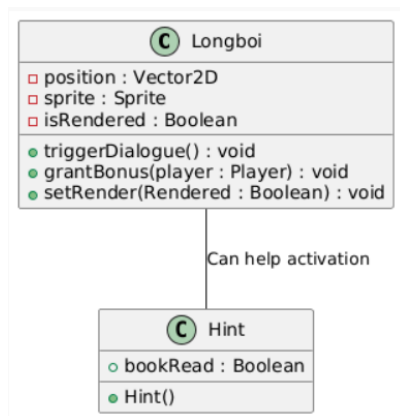 C Longboi
position : Vector2D
sprite : Sprite
isRendered : Boolean
triggerDialogue() : void
grantBonus(player : Player) : void
setRender(Rendered : Boolean) : void
Can help activation
C Hint
bookRead : Boolean
Hint()